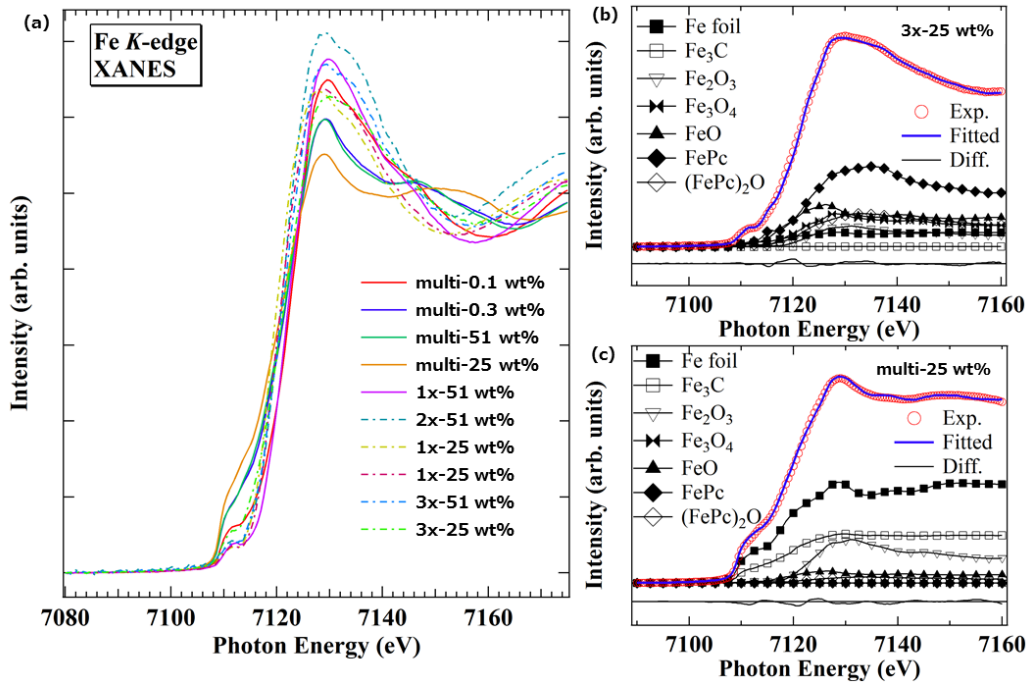 (a)
Fe K-edge
XANES
Intensity (arb. units)
multi-0.1 wt%
multi-0.3 wt%
multi-51 wt%
multi-25 wt%
1x-51 wt%
2x-51 wt%
1x-25 wt%
1x-25 wt%
3x-51 wt%
3x-25 wt%
7080 7100 7120 7140 7160
Photon Energy (eV)
(b)
3x-25 wt%
Intensity (arb. units)
Fe foil
Fe₃C
Fe₂O₃
Fe₃O₄
FeO
FePc
(FePc)₂O
Exp.
Fitted
Diff.
7100 7120 7140 7160
Photon Energy (eV)
(c)
multi-25 wt%
Intensity (arb. units)
Fe foil
Fe₃C
Fe₂O₃
Fe₃O₄
FeO
FePc
(FePc)₂O
Exp.
Fitted
Diff.
7100 7120 7140 7160
Photon Energy (eV)